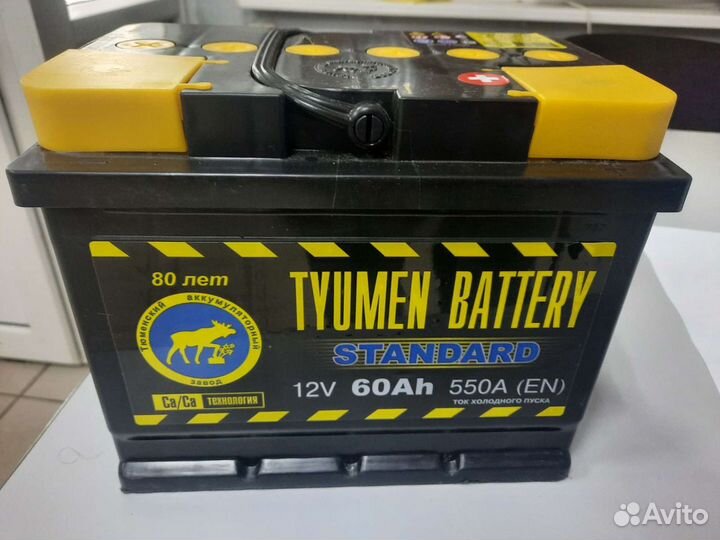 80 лет
Тюменский аккумуляторный
завод
Ca/Ca технология
TYUMEN BATTERY
STANDARD
12V 60Ah 550A (EN)
ТОК ХОЛОДНОГО ПУСКА
Avito